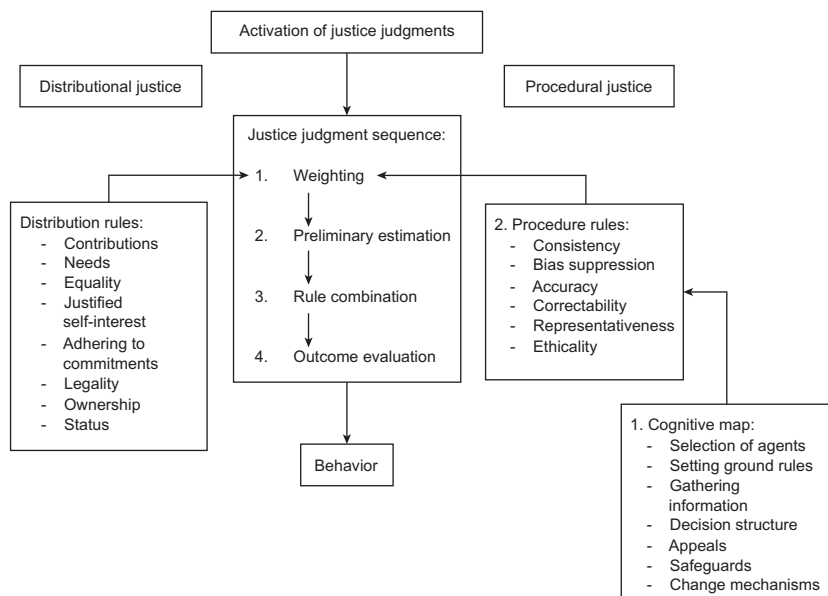 Activation of justice judgments
Distributional justice
Procedural justice
Justice judgment sequence:
1. Weighting
2. Preliminary estimation
3. Rule combination
4. Outcome evaluation
Distribution rules:
- Contributions
- Needs
- Equality
- Justified
self-interest
- Adhering to
commitments
- Legality
- Ownership
- Status
2. Procedure rules:
- Consistency
- Bias suppression
- Accuracy
- Correctability
- Representativeness
- Ethicality
Behavior
1. Cognitive map:
- Selection of agents
- Setting ground rules
- Gathering
information
- Decision structure
- Appeals
- Safeguards
- Change mechanisms